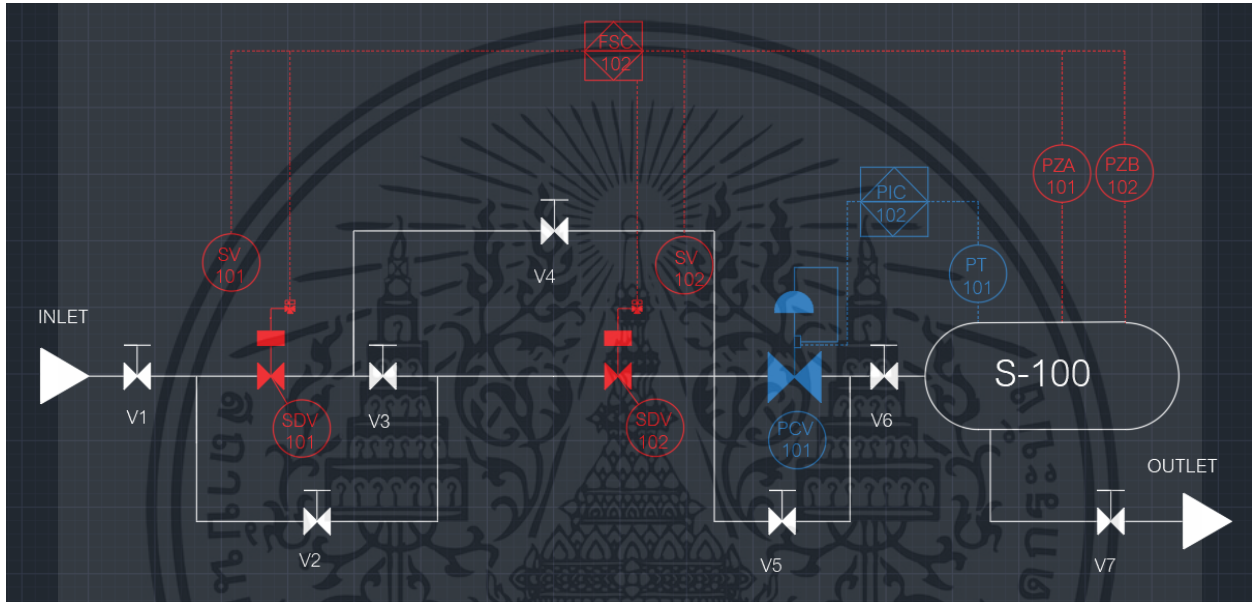 FSC
102
PZA
101
PZB
102
PIC
102
SV
101
SV
102
PT
101
V4
INLET
S-100
V1
V3
V6
SDV
101
SDV
102
PCV
101
OUTLET
V2
V5
V7